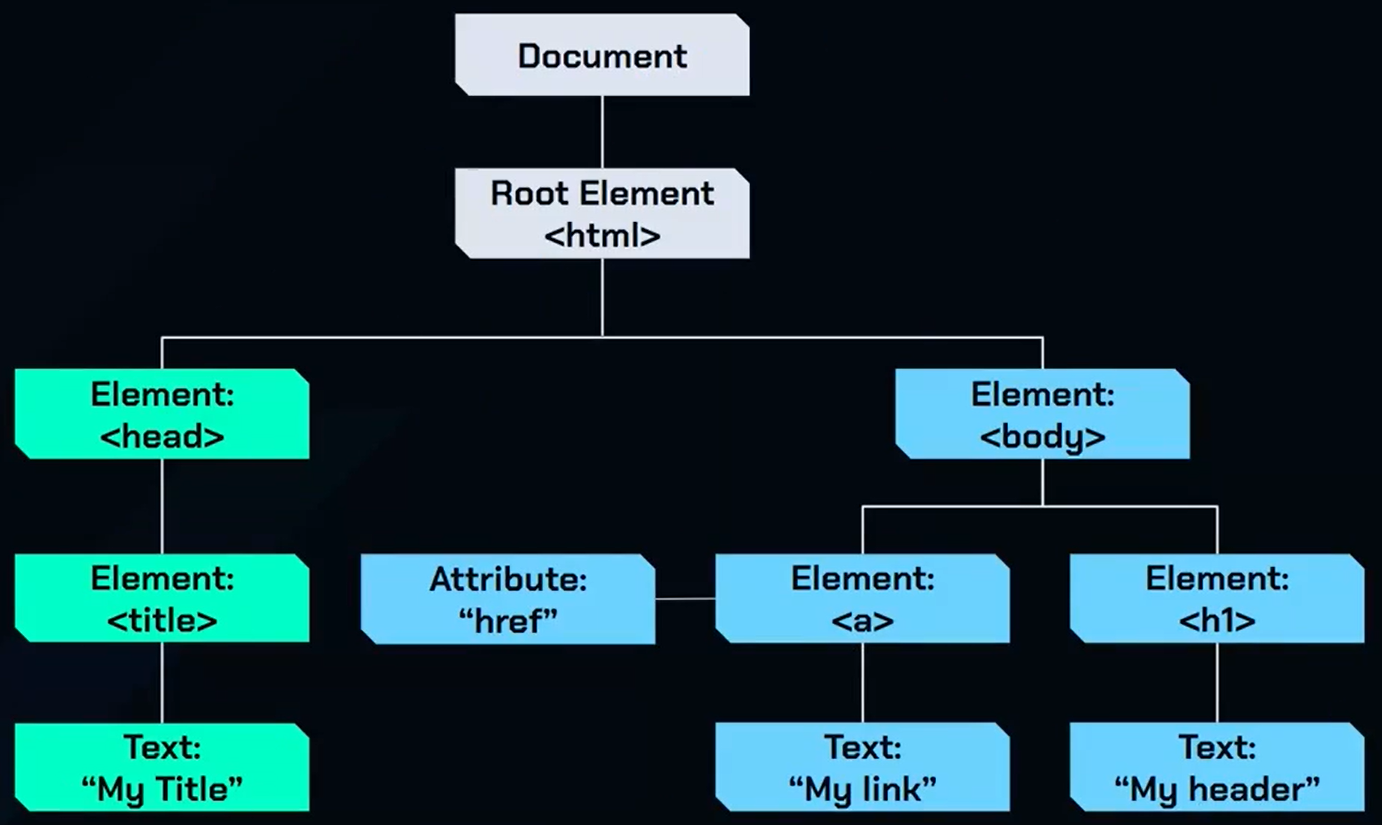 Document
Root Element
<html>
Element:
<head>
Element:
<body>
Element:
<title>
Attribute:
“href”
Element:
<a>
Element:
<h1>
Text:
“My Title”
Text:
“My link”
Text:
“My header”